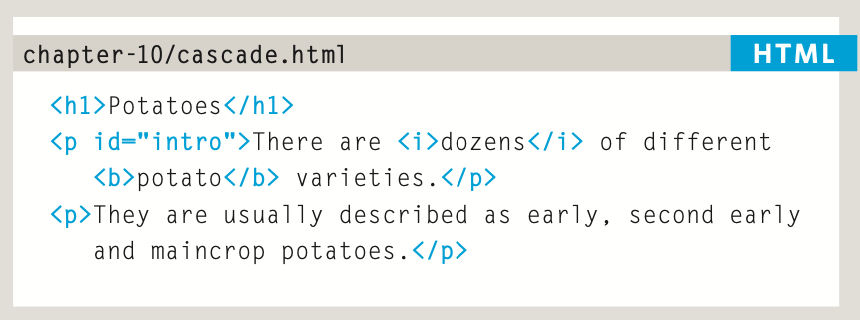 chapter-10/cascade.html HTML
<h1>Potatoes</h1>
<p id="intro">There are <i>dozens</i> of different
<b>potato</b> varieties.</p>
<p>They are usually described as early, second early
and maincrop potatoes.</p>